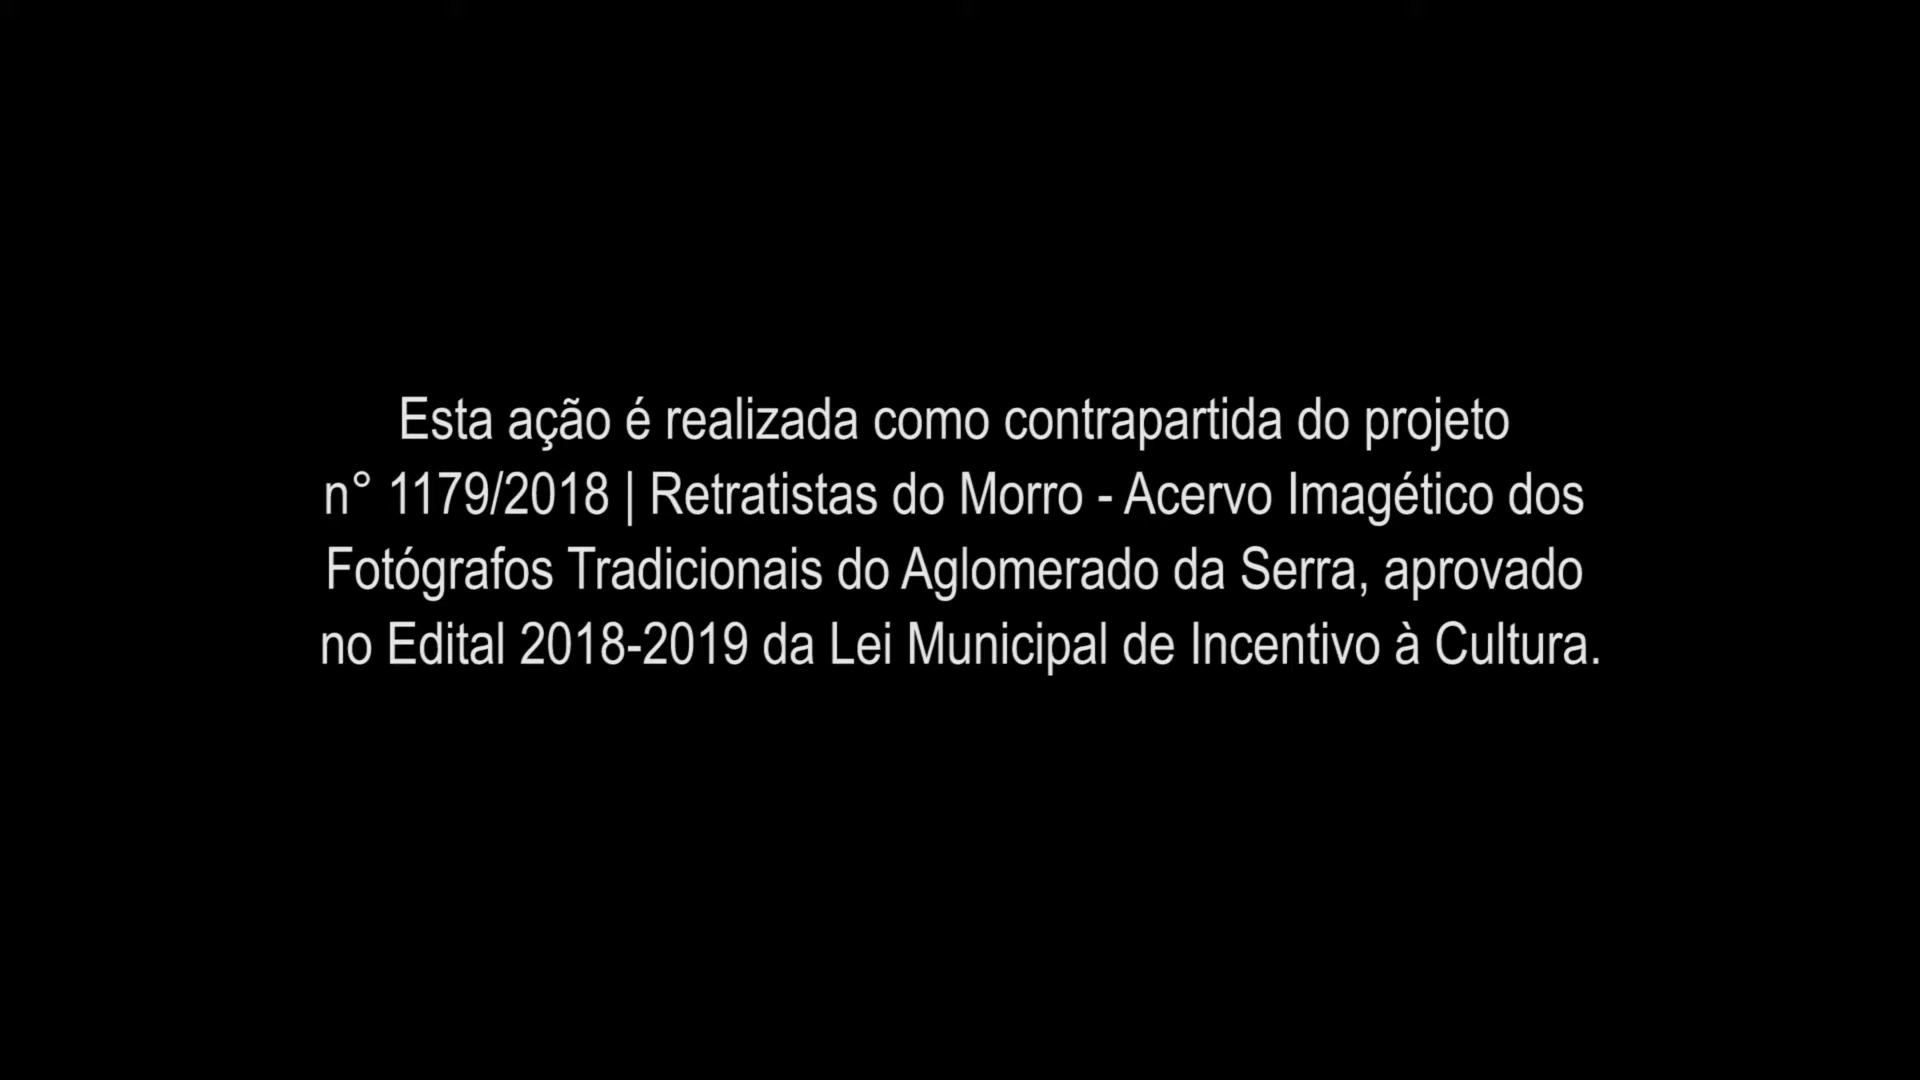 Esta ação é realizada como contrapartida do projeto
n° 1179/2018 | Retratistas do Morro - Acervo Imagético dos
Fotógrafos Tradicionais do Aglomerado da Serra, aprovado
no Edital 2018-2019 da Lei Municipal de Incentivo à Cultura.